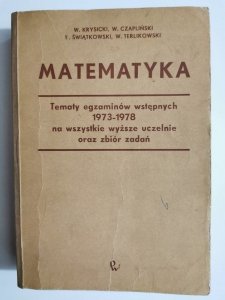 W. KRYSICKI, W. CZAPLIŃSKI
E. ŚWIĄTKOWSKI, W. TERLIKOWSKI
MATEMATYKA
Tematy egzaminów wstępnych
1973-1978
na wszystkie wyższe uczelnie
oraz zbiór zadań